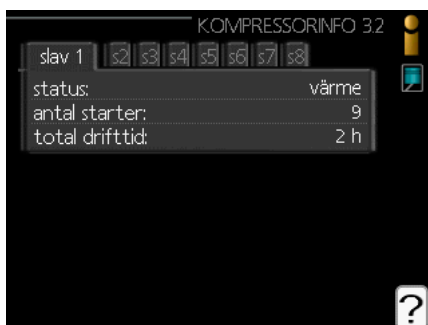 KOMPRESSORINFO 3.2
slav 1 s2 s3 s4 s5 s6 s7 s8
status: värme
antal starter: 9
total drifttid: 2 h
?